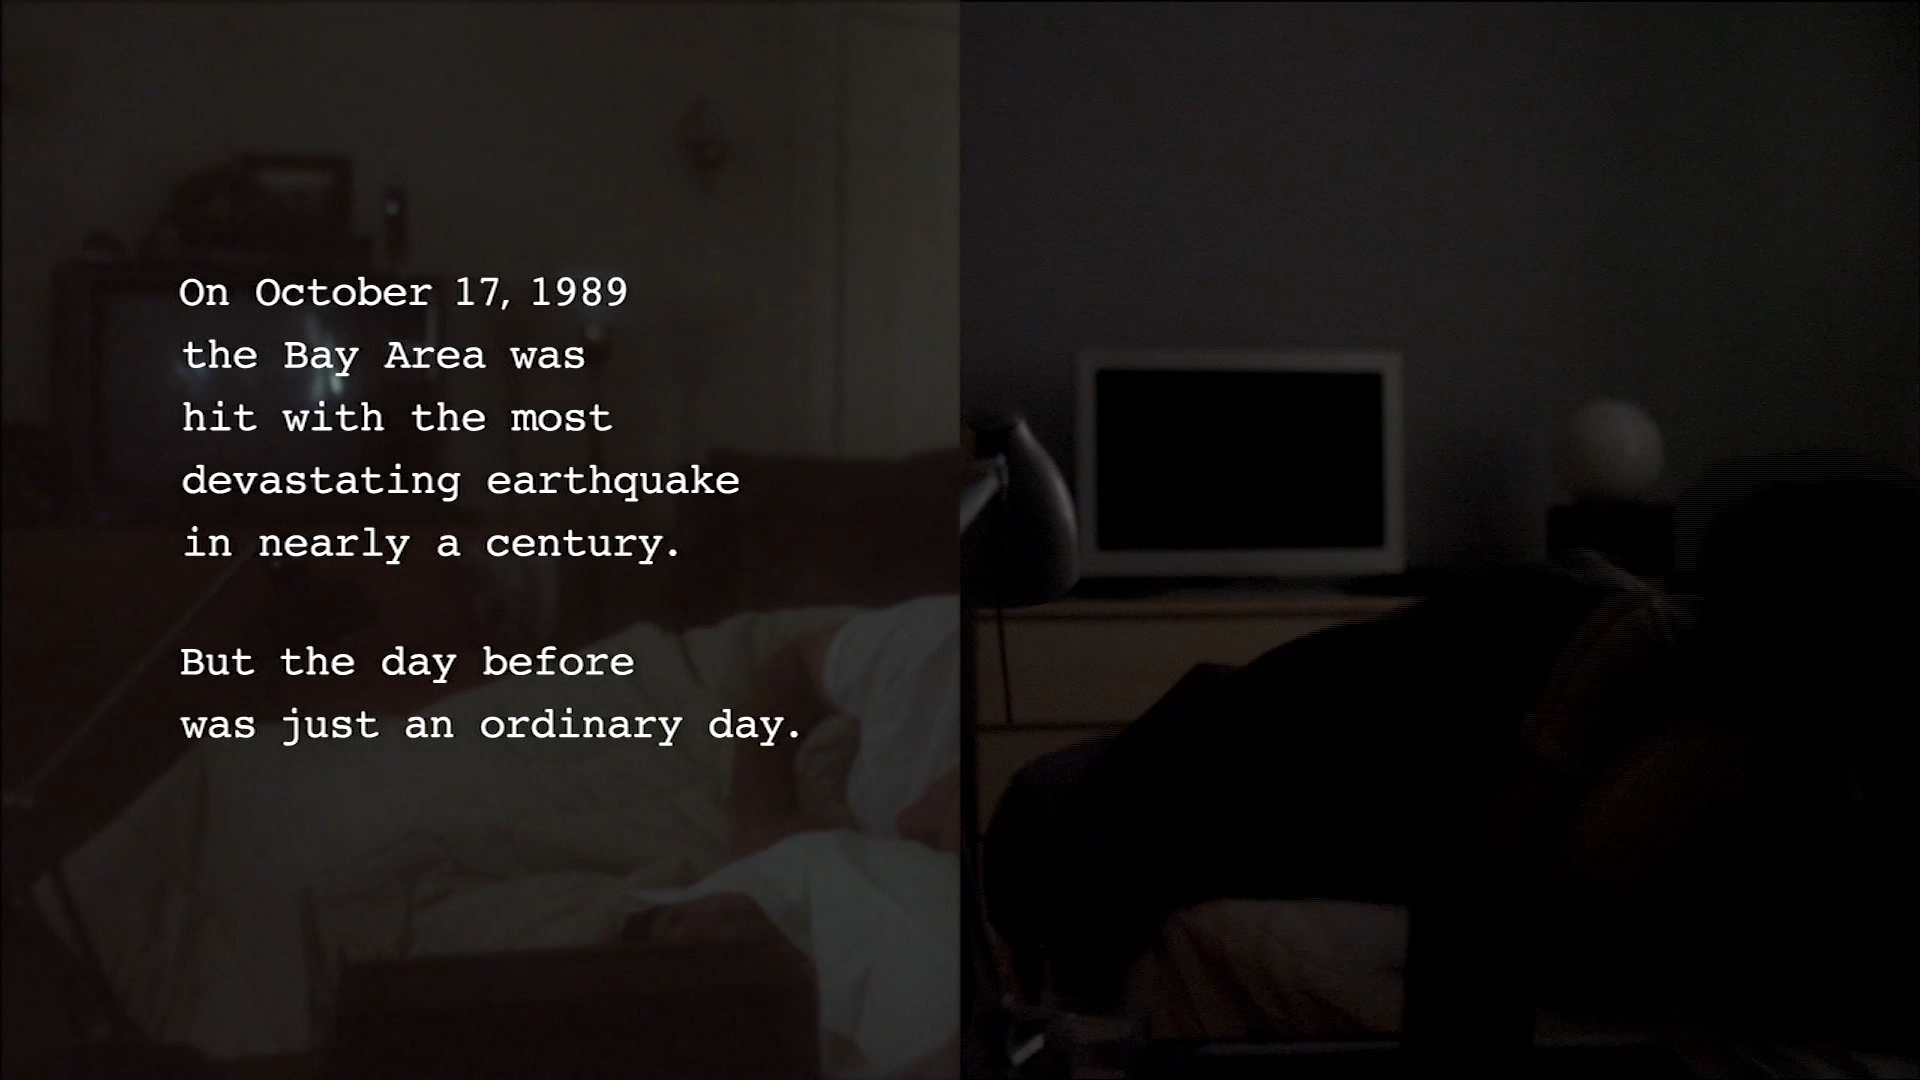 On October 17, 1989
the Bay Area was
hit with the most
devastating earthquake
in nearly a century.
But the day before
was just an ordinary day.